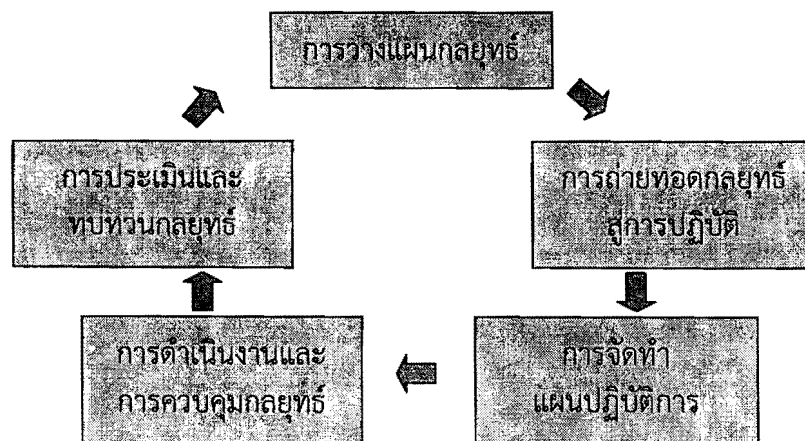 การวางแผนกลยุทธ์
การถ่ายทอดกลยุทธ์
สู่การปฏิบัติ
การจัดทำ
แผนปฏิบัติการ
การดำเนินงานและ
การควบคุมกลยุทธ์
การประเมินและ
ทบทวนกลยุทธ์